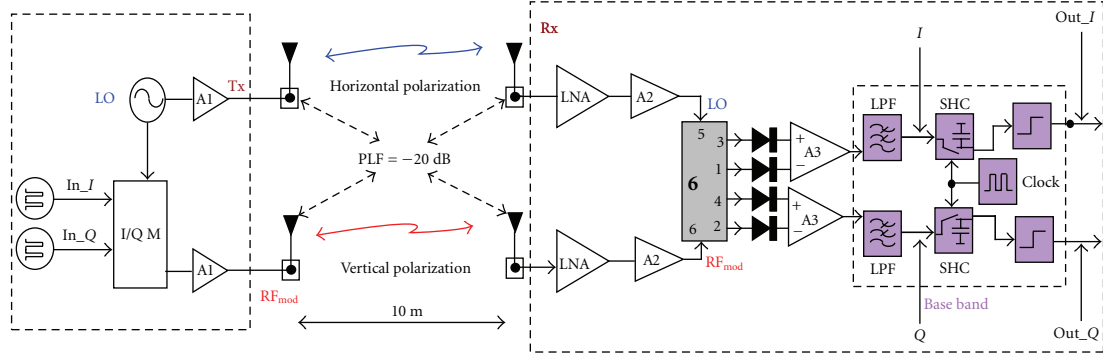 Rx
Out_I
I
Tx
LO
A1
Horizontal polarization
LNA
A2
LO
LPF
SHC
5
3
+
−
A3
1
PLF = −20 dB
6
4
+
−
A3
2
6
Clock
In_I
In_Q
I/Q M
A1
RFmod
Vertical polarization
LNA
A2
RFmod
LPF
SHC
Base band
10 m
Q
Out_Q